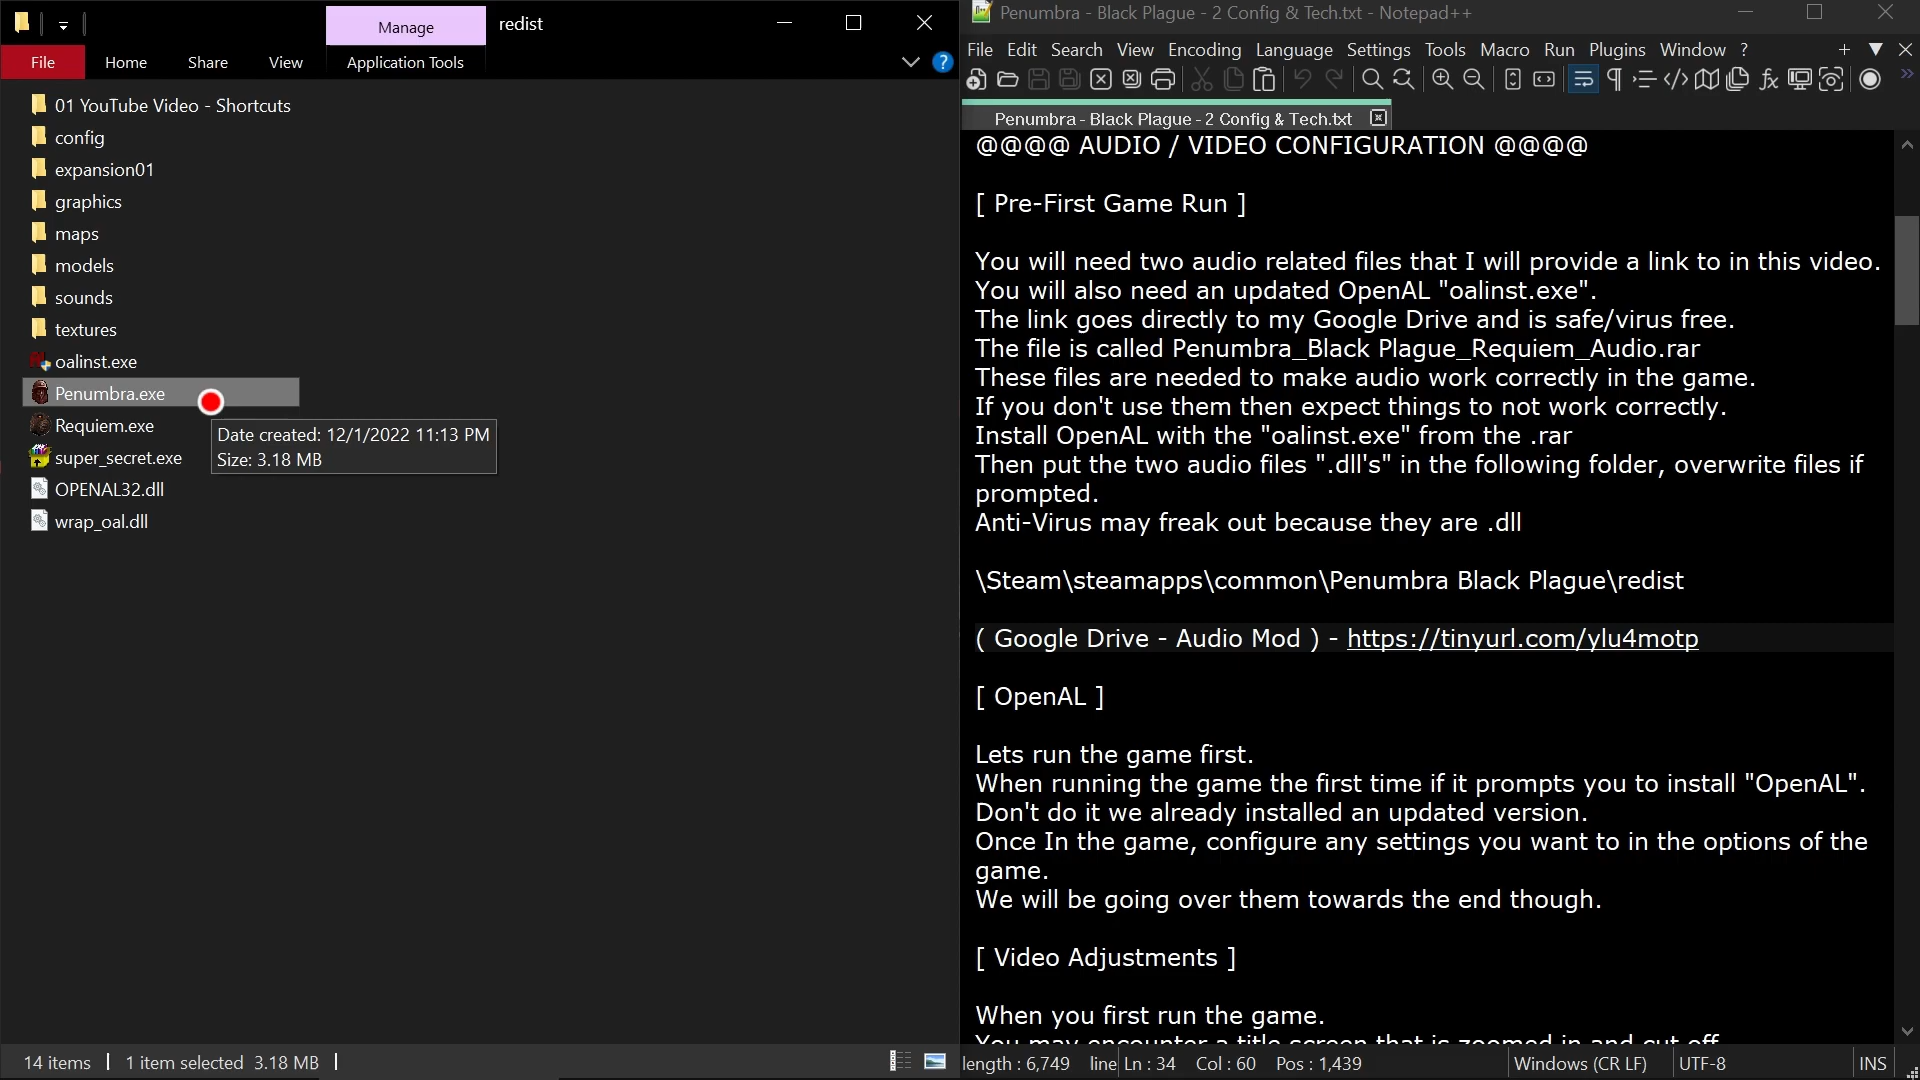 Manage
redist
File
Home
Share
View
Application Tools
01 YouTube Video - Shortcuts
config
expansion01
graphics
maps
models
sounds
textures
oalinst.exe
Penumbra.exe
Requiem.exe
super_secret.exe
OPENAL32.dll
wrap_oal.dll
Date created: 12/1/2022 11:13 PM
Size: 3.18 MB
14 items
1 item selected 3.18 MB
Penumbra - Black Plague - 2 Config & Tech.txt - Notepad++
File Edit Search View Encoding Language Settings Tools Macro Run Plugins Window ?
Penumbra - Black Plague - 2 Config & Tech.txt
@@@@ AUDIO / VIDEO CONFIGURATION @@@@
[ Pre-First Game Run ]
You will need two audio related files that I will provide a link to in this video.
You will also need an updated OpenAL "oalinst.exe".
The link goes directly to my Google Drive and is safe/virus free.
The file is called Penumbra_Black Plague_Requiem_Audio.rar
These files are needed to make audio work correctly in the game.
If you don't use them then expect things to not work correctly.
Install OpenAL with the "oalinst.exe" from the .rar
Then put the two audio files ".dll's" in the following folder, overwrite files if
prompted.
Anti-Virus may freak out because they are .dll
\Steam\steamapps\common\Penumbra Black Plague\redist
( Google Drive - Audio Mod ) - https://tinyurl.com/ylu4motp
[ OpenAL ]
Lets run the game first.
When running the game the first time if it prompts you to install "OpenAL".
Don't do it we already installed an updated version.
Once In the game, configure any settings you want to in the options of the
game.
We will be going over them towards the end though.
[ Video Adjustments ]
When you first run the game.
You may encounter a title screen that is zoomed in and cut off
length : 6,749 line Ln : 34 Col : 60 Pos : 1,439
Windows (CR LF)
UTF-8
INS